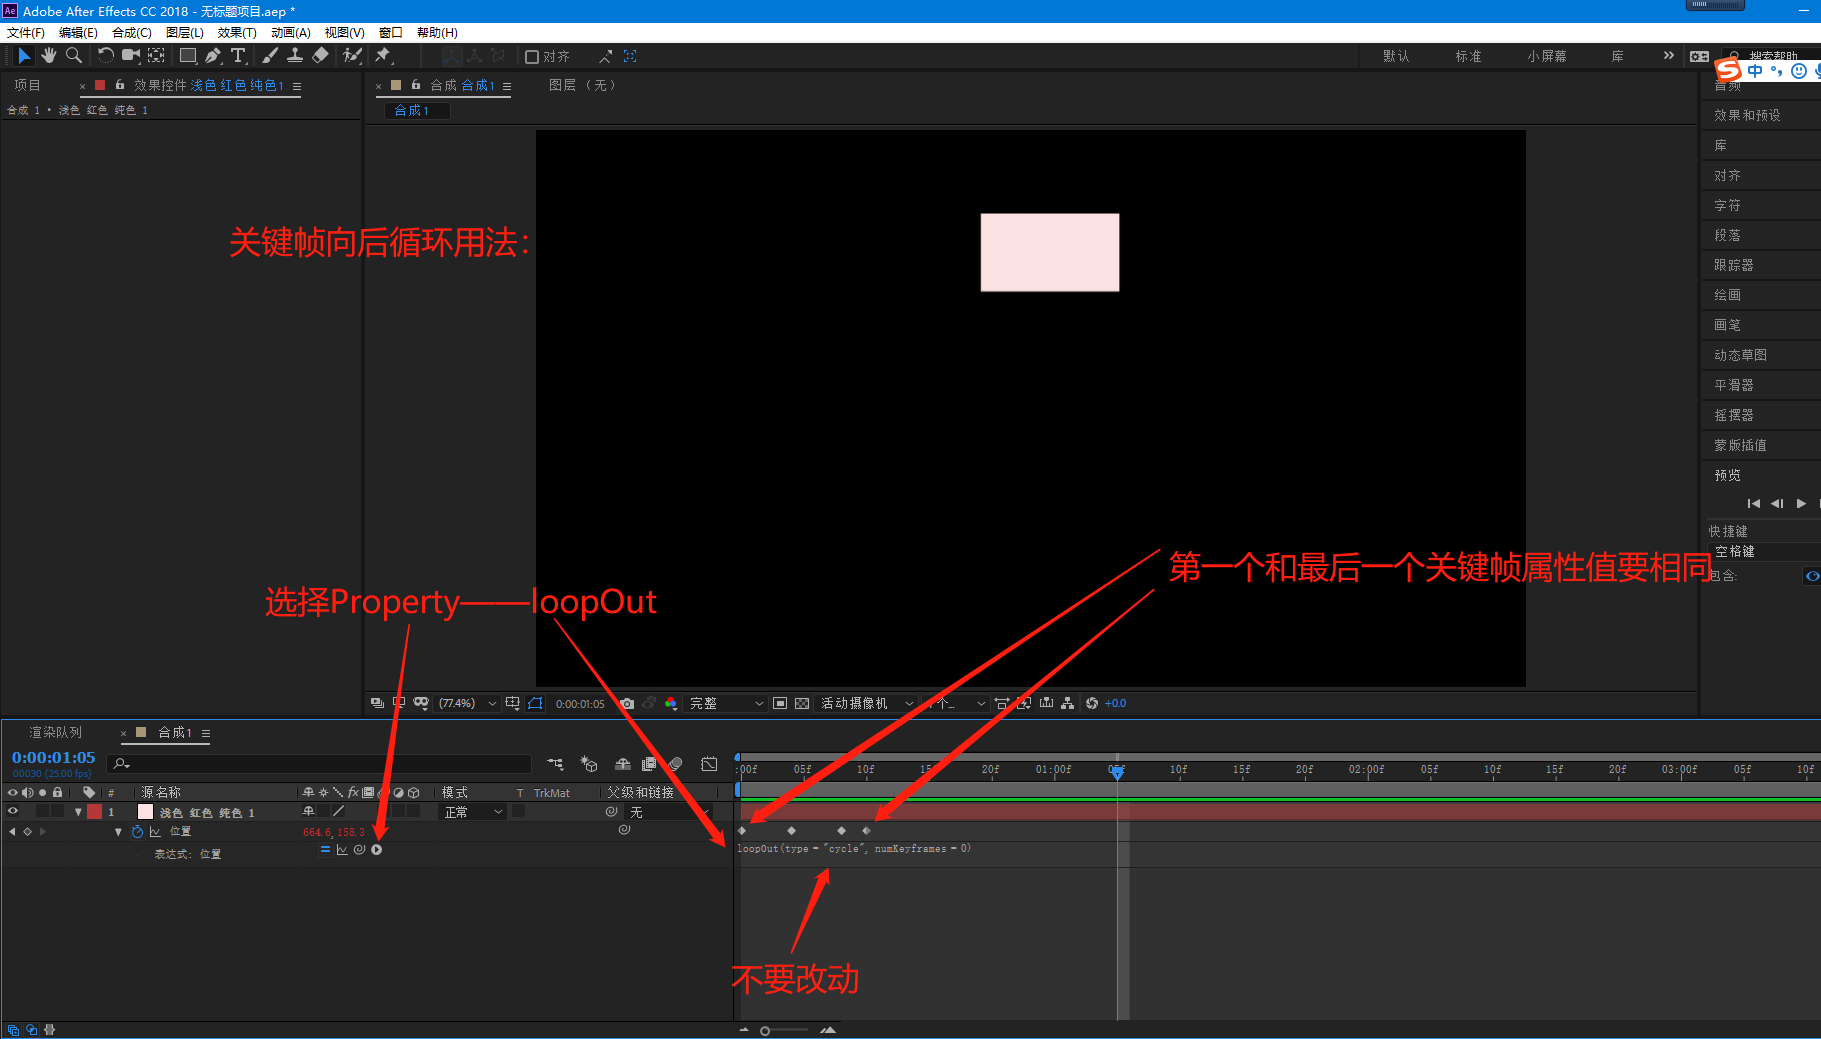 Ae Adobe After Effects CC 2018 - 无标题项目.aep *
文件(F) 编辑(E) 合成(C) 图层(L) 效果(T) 动画(A) 视图(V) 窗口 帮助(H)
对齐 默认 标准 小屏幕 库 搜索帮助
中
项目 效果控件 浅色 红色 纯色 1 合成 合成1 图层 （无）
合成 1 • 浅色 红色 纯色 1
合成1
音频
效果和预设
库
对齐
字符
段落
跟踪器
绘画
画笔
动态草图
平滑器
摇摆器
蒙版插值
预览
快捷键
空格键
包含:
关键帧向后循环用法：
第一个和最后一个关键帧属性值要相同
选择Property——loopOut
(77.4%) 0:00:01:05 完整 活动摄像机 +0.0
渲染队列 合成1
0:00:01:05
00030 (25.00 fps)
:00f 05f 10f 20f 01:00f 10f 15f 20f 02:00f 05f 10f 15f 20f 03:00f 05f 10f
# 源名称 fx 模式 T TrkMat 父级和链接
1 浅色 红色 纯色 1 正常 无
位置 664.6, 158.3
表达式: 位置 loopOut(type = "cycle", numKeyframes = 0)
不要改动